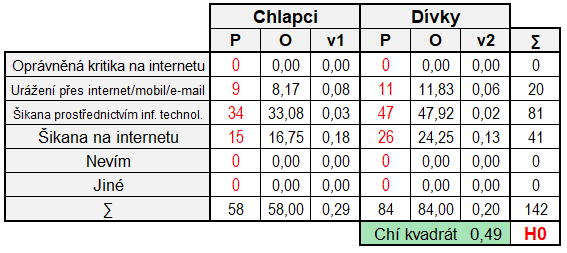 Chlapci Dívky
P O v1 P O v2 ∑
Oprávněná kritika na internetu 0 0,00 0,00 0 0,00 0,00 0
Urážení přes internet/mobil/e-mail 9 8,17 0,08 11 11,83 0,06 20
Šikana prostřednictvím inf. technol. 34 33,08 0,03 47 47,92 0,02 81
Šikana na internetu 15 16,75 0,18 26 24,25 0,13 41
Nevím 0 0,00 0,00 0 0,00 0,00 0
Jiné 0 0,00 0,00 0 0,00 0,00 0
∑ 58 58,00 0,29 84 84,00 0,20 142
Chí kvadrát 0,49 H0